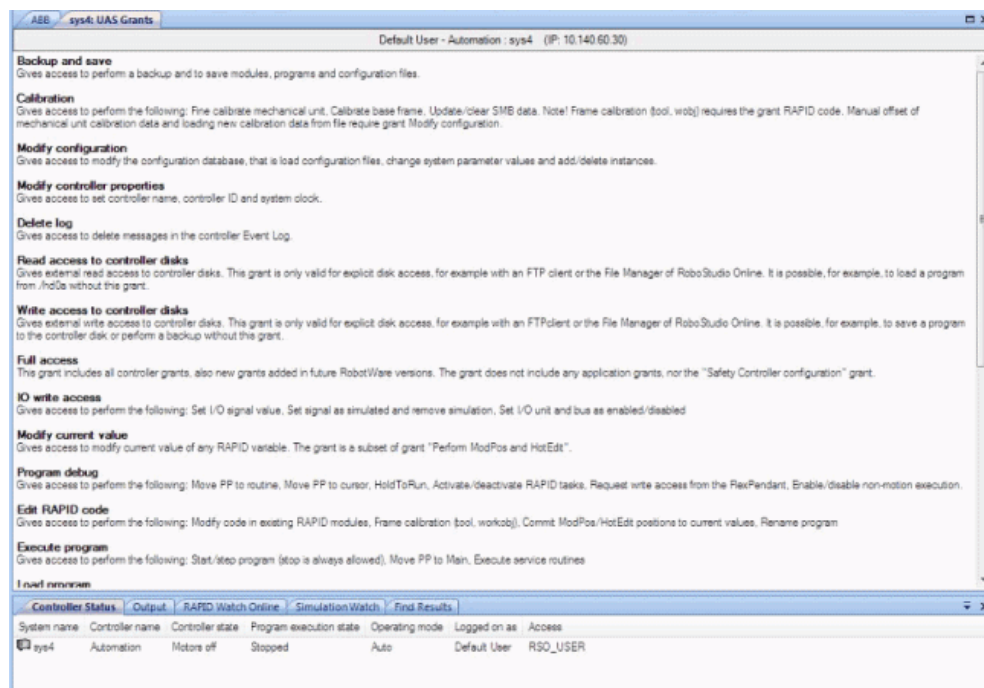 ABB
sys4: UAS Grants
Default User - Automation : sys4 (IP: 10.140.60.30)
Backup and save
Gives access to perform a backup and to save modules, programs and configuration files.
Calibration
Gives access to perform the following: Fine calibrate mechanical unit, Calibrate base frame, Update/clear SMB data. Note! Frame calibration (tool, wobj) requires the grant RAPID code. Manual offset of
mechanical unit calibration data and loading new calibration data from file require grant Modify configuration.
Modify configuration
Gives access to modify the configuration database, that is load configuration files, change system parameter values and add/delete instances.
Modify controller properties
Gives access to set controller name, controller ID and system clock.
Delete log
Gives access to delete messages in the controller Event Log.
Read access to controller disks
Gives external read access to controller disks. This grant is only valid for explicit disk access, for example with an FTP client or the File Manager of RoboStudio Online. It is possible, for example, to load a program
from /hd0a without this grant.
Write access to controller disks
Gives external write access to controller disks. This grant is only valid for explicit disk access, for example with an FTPclient or the File Manager of RoboStudio Online. It is possible, for example, to save a program
to the controller disk or perform a backup without this grant.
Full access
This grant includes all controller grants, also new grants added in future RobotWare versions. The grant does not include any application grants, nor the "Safety Controller configuration" grant.
IO write access
Gives access to perform the following: Set I/O signal value, Set signal as simulated and remove simulation, Set I/O unit and bus as enabled/disabled
Modify current value
Gives access to modify current value of any RAPID variable. The grant is a subset of grant "Perform ModPos and HotEdit".
Program debug
Gives access to perform the following: Move PP to routine, Move PP to cursor, HoldToRun, Activate/deactivate RAPID tasks, Request write access from the FlexPendant, Enable/disable non-motion execution.
Edit RAPID code
Gives access to perform the following: Modify code in existing RAPID modules, Frame calibration (tool, workobj), Commit ModPos/HotEdit positions to current values, Rename program
Execute program
Gives access to perform the following: Start/step program (stop is always allowed), Move PP to Main, Execute service routines
Load program
Controller Status Output RAPID Watch Online Simulation Watch Find Results
System name Controller name Controller state Program execution state Operating mode Logged on as Access
sys4 Automation Motors off Stopped Auto Default User RSO_USER